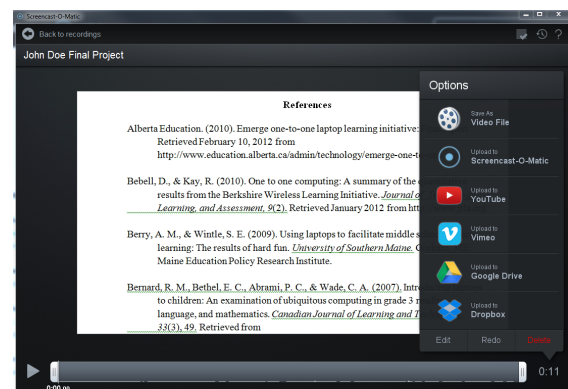 Screencast-O-Matic
Back to recordings
John Doe Final Project
References
Alberta Education. (2010). Emerge one-to-one laptop learning initiative:
Retrieved February 10, 2012 from
http://www.education.alberta.ca/admin/technology/emerge-one-t
Bebell, D., & Kay, R. (2010). One to one computing: A summary of the
results from the Berkshire Wireless Learning Initiative. Journal o
Learning, and Assessment, 9(2). Retrieved January 2012 from htt
Berry, A. M., & Wintle, S. E. (2009). Using laptops to facilitate middle s
learning: The results of hard fun. University of Southern Maine.
Maine Education Policy Research Institute.
Bernard, R. M., Bethel, E. C., Abrami, P. C., & Wade, C. A. (2007). Intro
to children: An examination of ubiquitous computing in grade 3
language, and mathematics. Canadian Journal of Learning and T
33(3), 49. Retrieved from
Options
Save As
Video File
Upload to
Screencast-O-Matic
Upload to
YouTube
Upload to
Vimeo
Upload to
Google Drive
Upload to
Dropbox
Edit Redo Delete
0:11
0:00.00